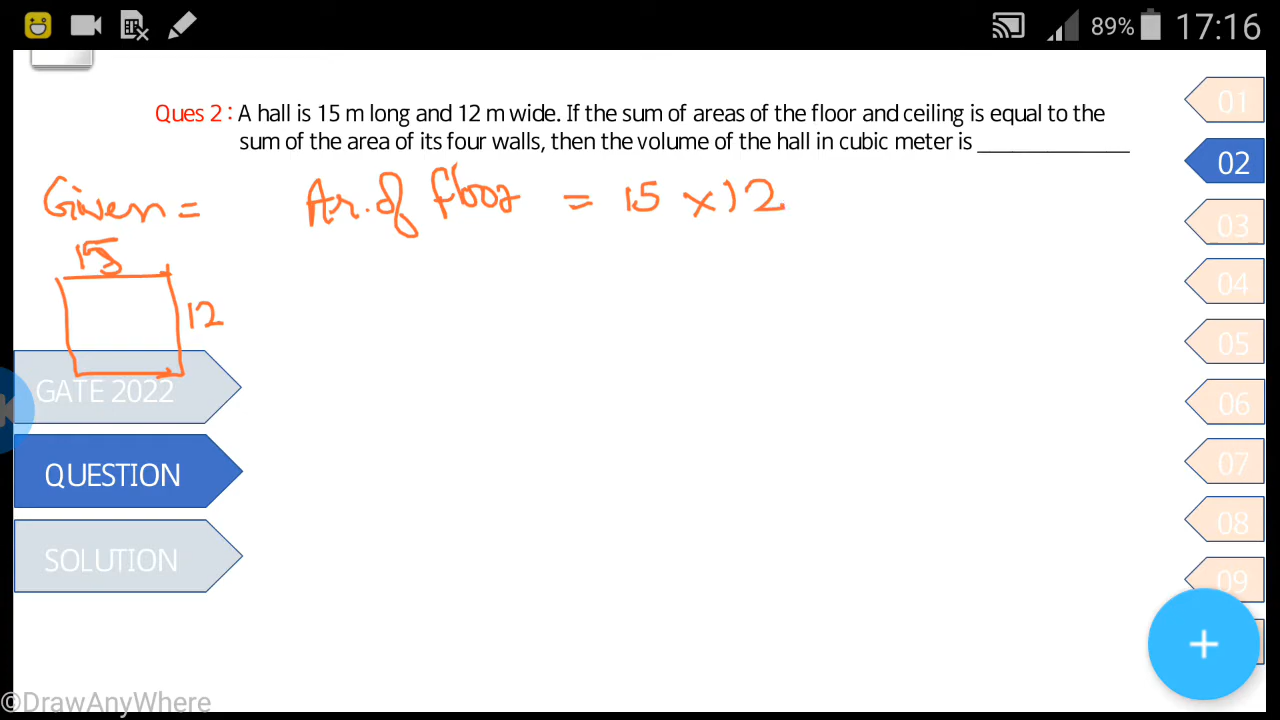 89% 17:16
Ques 2 : A hall is 15 m long and 12 m wide. If the sum of areas of the floor and ceiling is equal to the
sum of the area of its four walls, then the volume of the hall in cubic meter is ______________
Given =
Ar. of floor = 15 × 12
15
12
GATE 2022
QUESTION
SOLUTION
01
02
03
04
05
06
07
08
09
+
©DrawAnyWhere